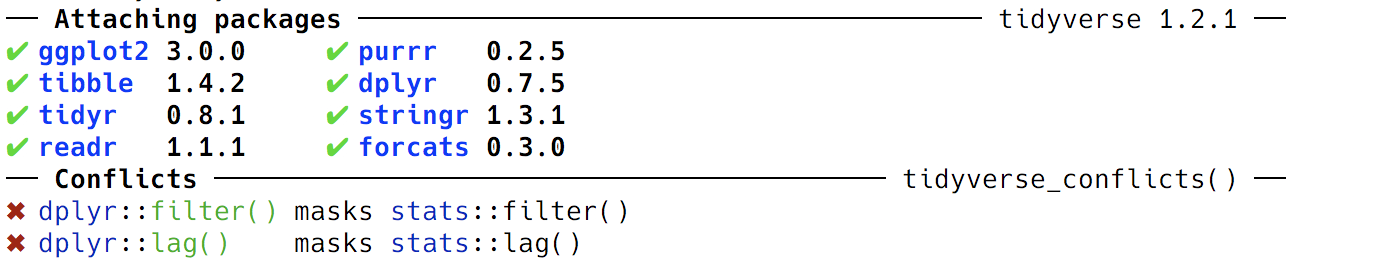 ── Attaching packages ─────────────────────────────────────── tidyverse 1.2.1 ──
✔ ggplot2 3.0.0     ✔ purrr   0.2.5
✔ tibble  1.4.2     ✔ dplyr   0.7.5
✔ tidyr   0.8.1     ✔ stringr 1.3.1
✔ readr   1.1.1     ✔ forcats 0.3.0
── Conflicts ────────────────────────────────────────── tidyverse_conflicts() ──
✖ dplyr::filter() masks stats::filter()
✖ dplyr::lag()    masks stats::lag()